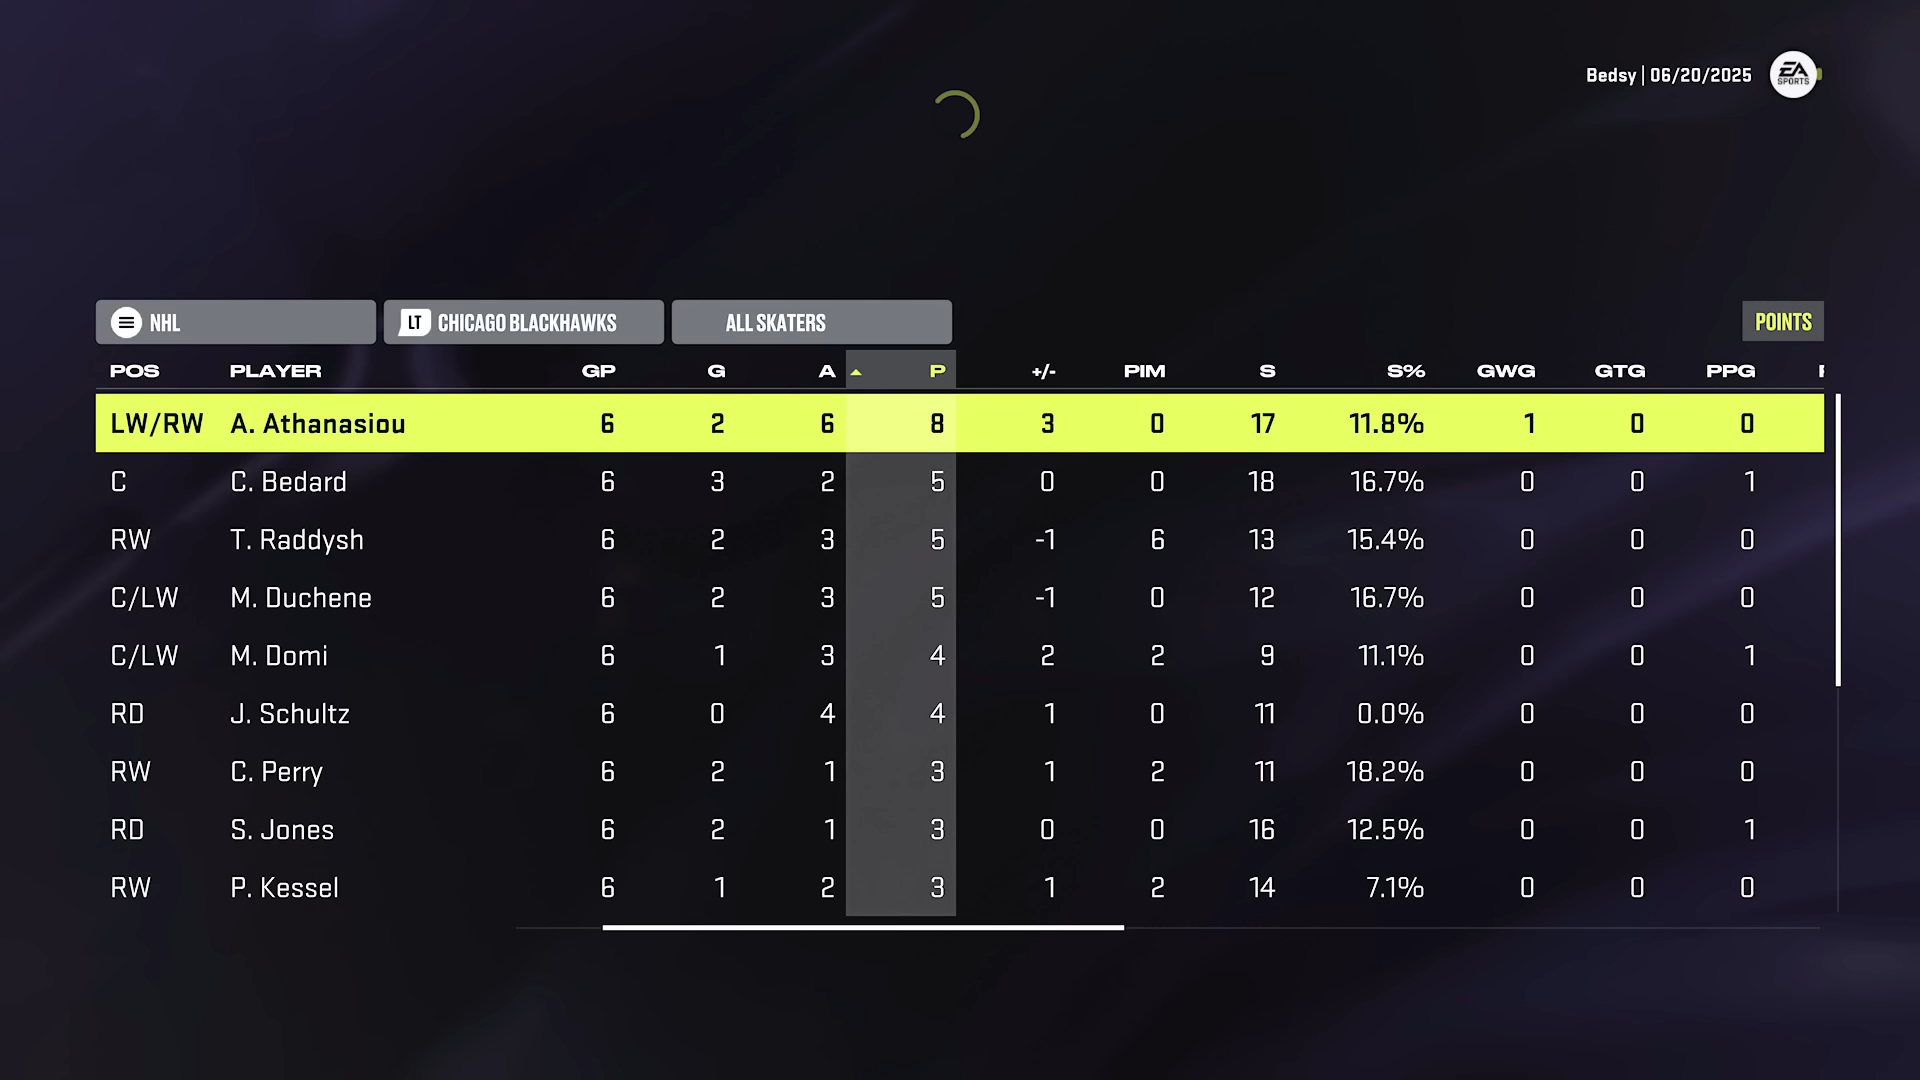 Bedsy | 06/20/2025 EA SPORTS
NHL LT CHICAGO BLACKHAWKS ALL SKATERS POINTS
POS PLAYER GP G A P +/- PIM S S% GWG GTG PPG
LW/RW A. Athanasiou 6 2 6 8 3 0 17 11.8% 1 0 0
C C. Bedard 6 3 2 5 0 0 18 16.7% 0 0 1
RW T. Raddysh 6 2 3 5 -1 6 13 15.4% 0 0 0
C/LW M. Duchene 6 2 3 5 -1 0 12 16.7% 0 0 0
C/LW M. Domi 6 1 3 4 2 2 9 11.1% 0 0 1
RD J. Schultz 6 0 4 4 1 0 11 0.0% 0 0 0
RW C. Perry 6 2 1 3 1 2 11 18.2% 0 0 0
RD S. Jones 6 2 1 3 0 0 16 12.5% 0 0 1
RW P. Kessel 6 1 2 3 1 2 14 7.1% 0 0 0